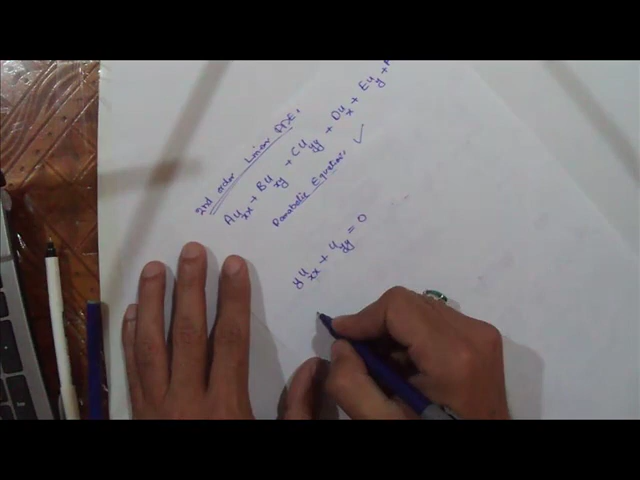 2nd order Linear PDE:
Au_xx + Bu_xy + Cu_yy + Du_x + Eu_y +
Parabolic Equation: ✓
yu_xx + u_yy = 0